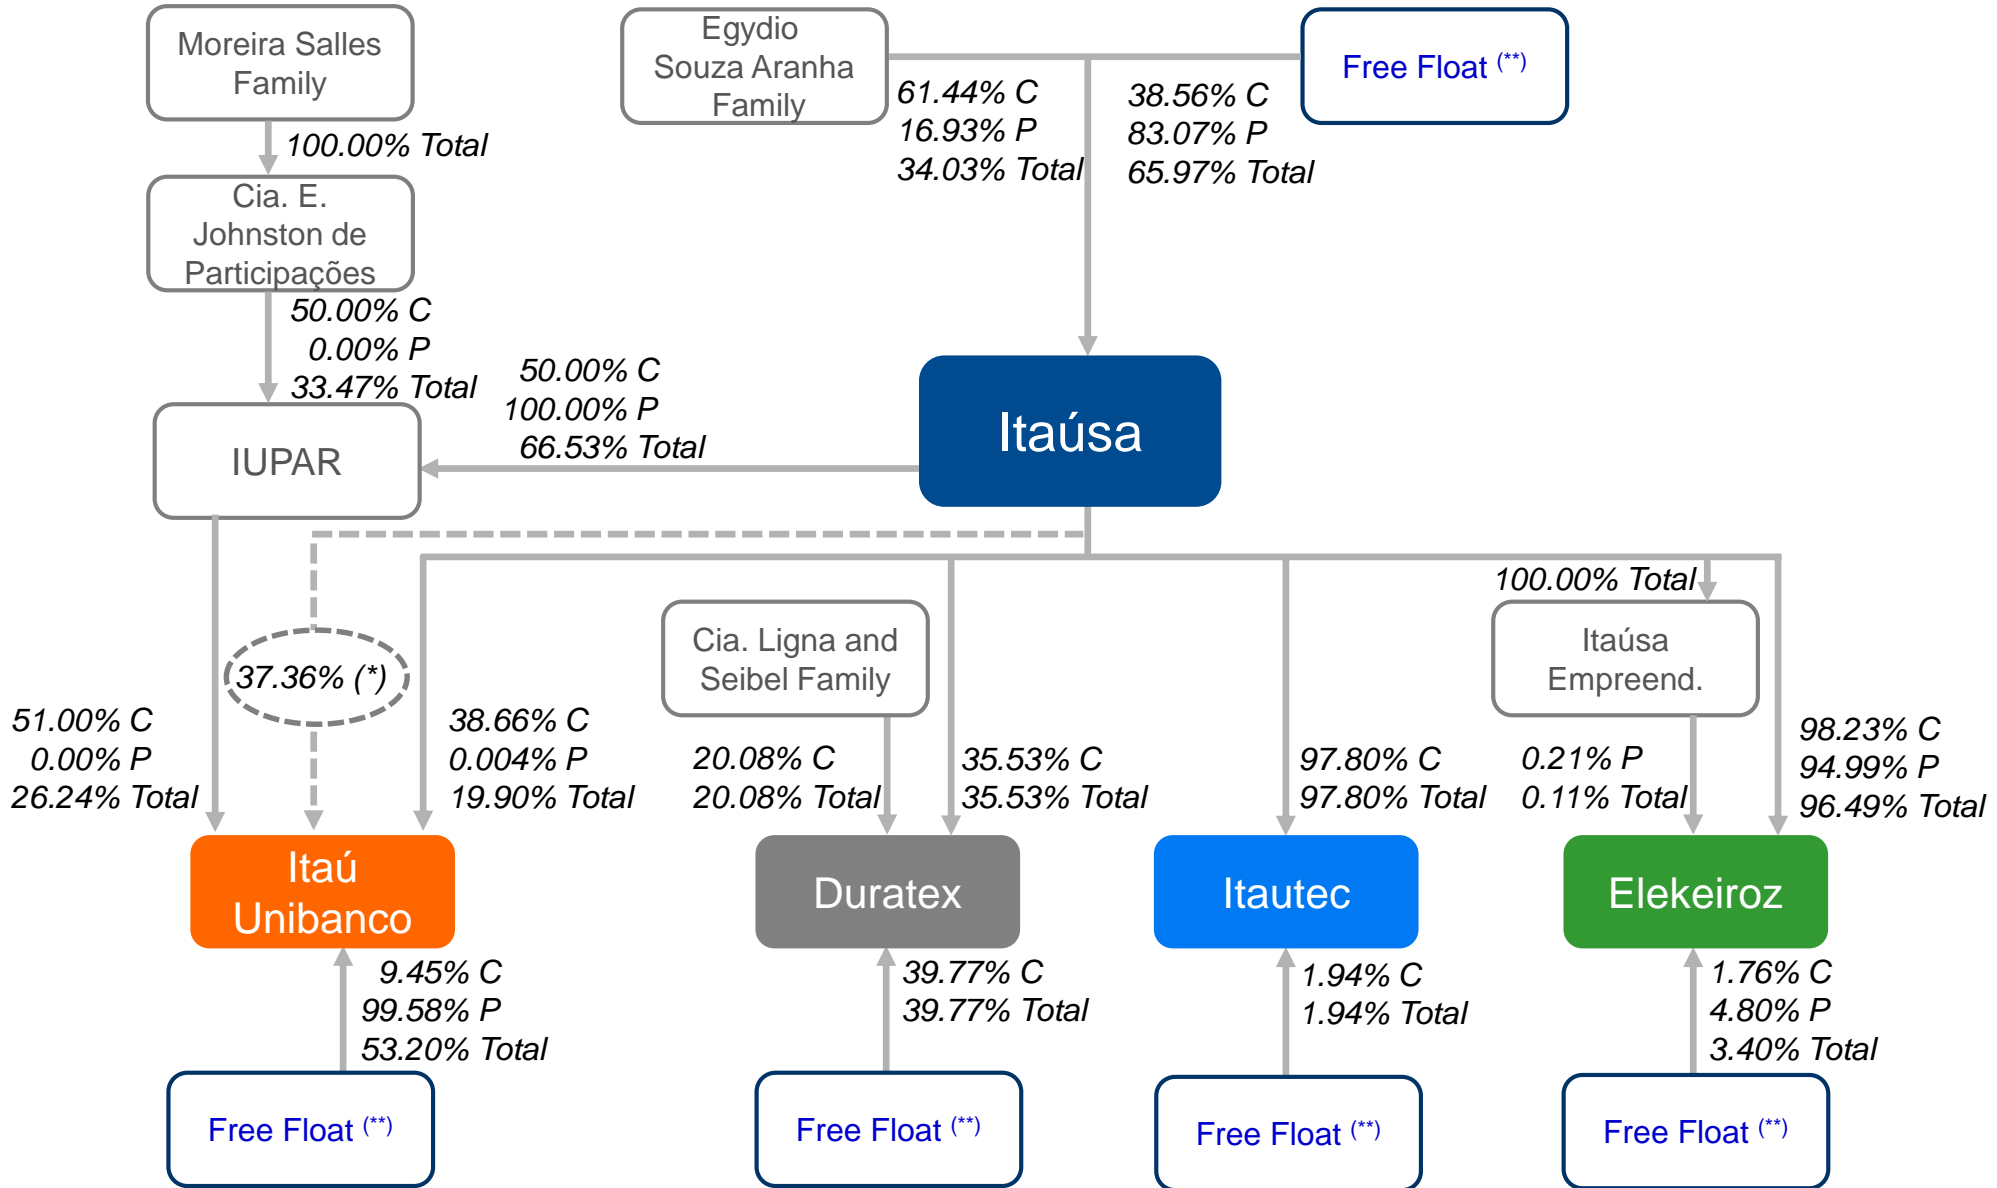 Moreira Salles
Family
Egydio
Souza Aranha
Family
Free Float (**)
100.00% Total
61.44% C
16.93% P
34.03% Total
38.56% C
83.07% P
65.97% Total
Cia. E.
Johnston de
Participações
50.00% C
0.00% P
33.47% Total
50.00% C
100.00% P
66.53% Total
IUPAR
Itaúsa
37.36% (*)
51.00% C
0.00% P
26.24% Total
38.66% C
0.004% P
19.90% Total
Cia. Ligna and
Seibel Family
20.08% C
20.08% Total
35.53% C
35.53% Total
97.80% C
97.80% Total
100.00% Total
Itaúsa
Empreend.
0.21% P
0.11% Total
98.23% C
94.99% P
96.49% Total
Itaú
Unibanco
Duratex
Itautec
Elekeiroz
9.45% C
99.58% P
53.20% Total
39.77% C
39.77% Total
1.94% C
1.94% Total
1.76% C
4.80% P
3.40% Total
Free Float (**)
Free Float (**)
Free Float (**)
Free Float (**)